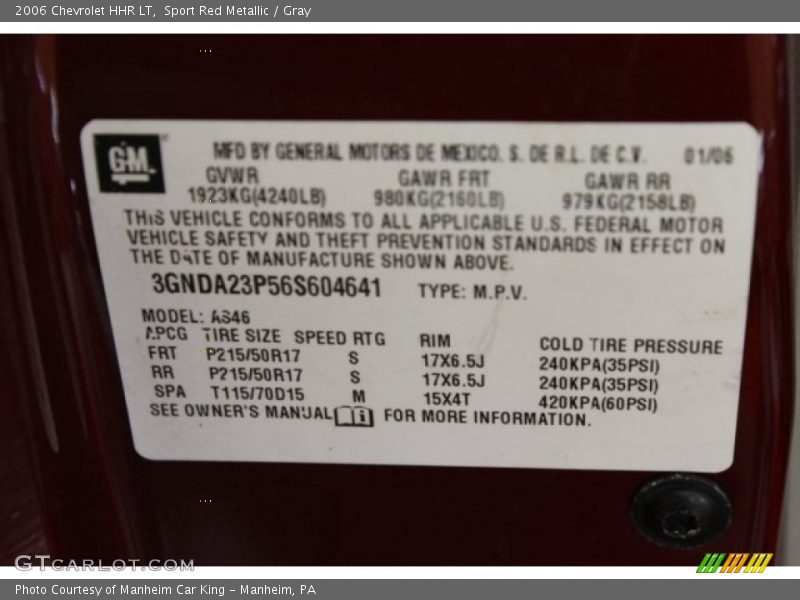 2006 Chevrolet HHR LT,  Sport Red Metallic / Gray
GM
MFD BY GENERAL MOTORS DE MEXICO. S. DE R.L. DE C.V. 01/06
GVWR GAWR FRT GAWR RR
1923KG(4240LB) 980KG(2160LB) 979KG(2158LB)
THIS VEHICLE CONFORMS TO ALL APPLICABLE U.S. FEDERAL MOTOR
VEHICLE SAFETY AND THEFT PREVENTION STANDARDS IN EFFECT ON
THE DATE OF MANUFACTURE SHOWN ABOVE.
3GNDA23P56S604641 TYPE: M.P.V.
MODEL: AS46
APCG TIRE SIZE SPEED RTG RIM COLD TIRE PRESSURE
FRT P215/50R17 S 17X6.5J 240KPA(35PSI)
RR P215/50R17 S 17X6.5J 240KPA(35PSI)
SPA T115/70D15 M 15X4T 420KPA(60PSI)
SEE OWNER'S MANUAL i FOR MORE INFORMATION.
GTCARLOT.COM
Photo Courtesy of Manheim Car King – Manheim, PA